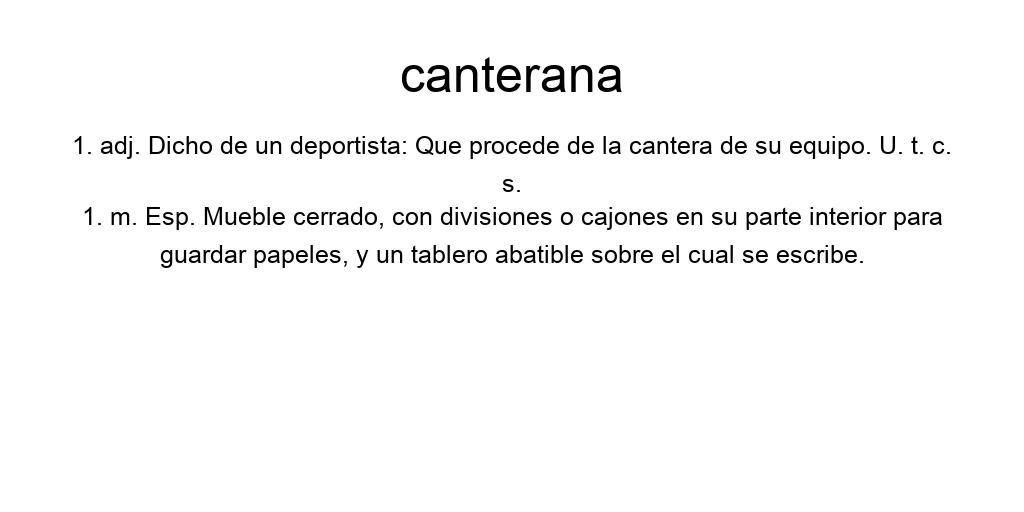 canterana
1. adj. Dicho de un deportista: Que procede de la cantera de su equipo. U. t. c.
s.
1. m. Esp. Mueble cerrado, con divisiones o cajones en su parte interior para
guardar papeles, y un tablero abatible sobre el cual se escribe.